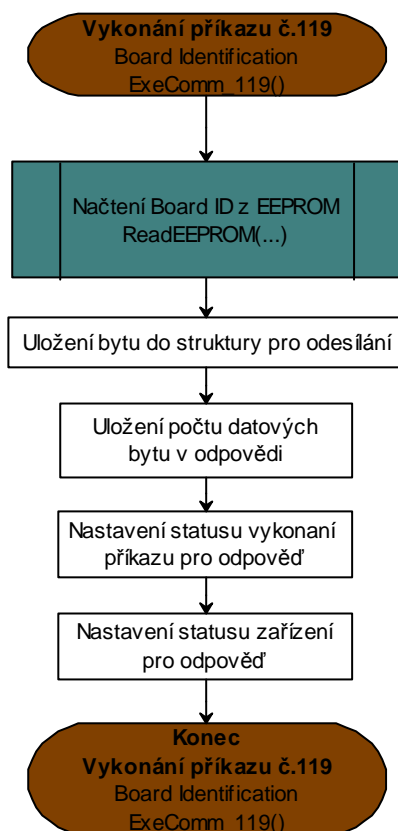 Vykonání příkazu č.119
Board Identification
ExeComm_119()
Načtení Board ID z EEPROM
ReadEEPROM(...)
Uložení bytu do struktury pro odesílání
Uložení počtu datových
bytu v odpovědi
Nastavení statusu vykonaní
příkazu pro odpověď
Nastavení statusu zařízení
pro odpověď
Konec
Vykonání příkazu č.119
Board Identification
ExeComm_119()